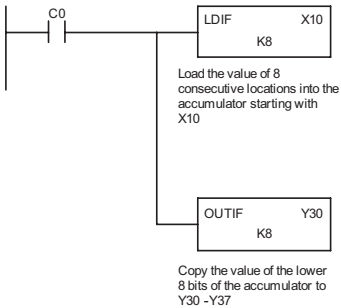 C0
LDIF X10
K8
Load the value of 8
consecutive locations into the
accumulator starting with
X10
OUTIF Y30
K8
Copy the value of the lower
8 bits of the accumulator to
Y30 -Y37